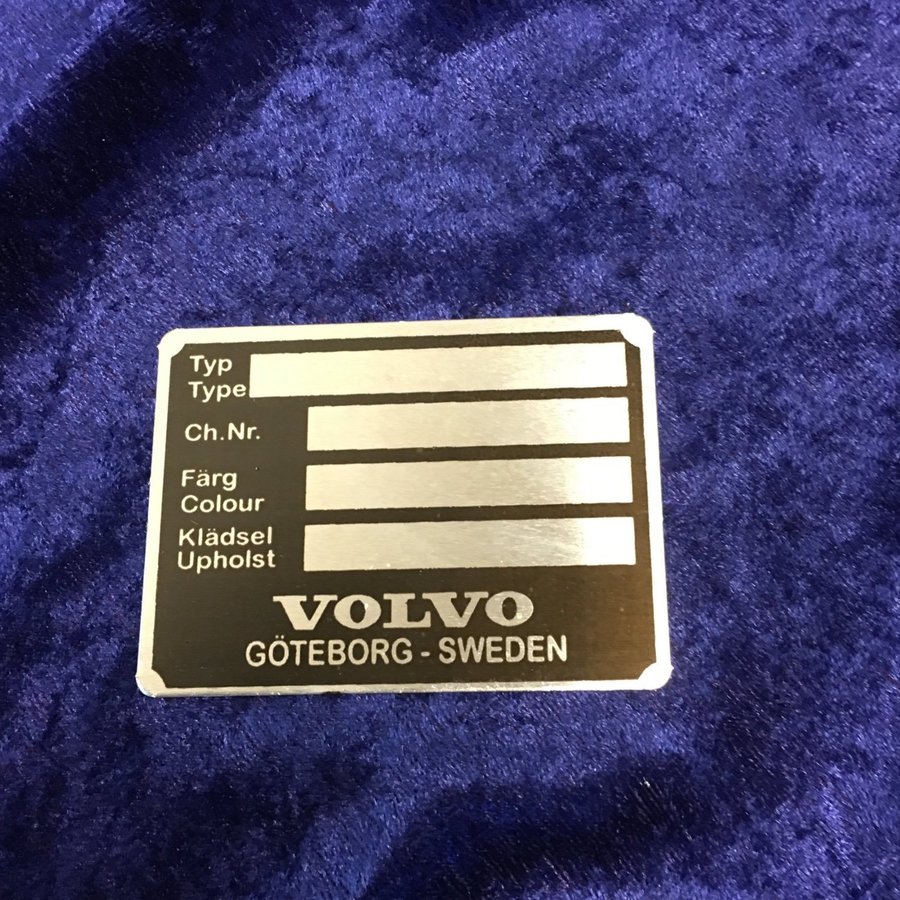 Typ
Type
Ch.Nr.
Färg
Colour
Klädsel
Upholst
VOLVO
GÖTEBORG - SWEDEN